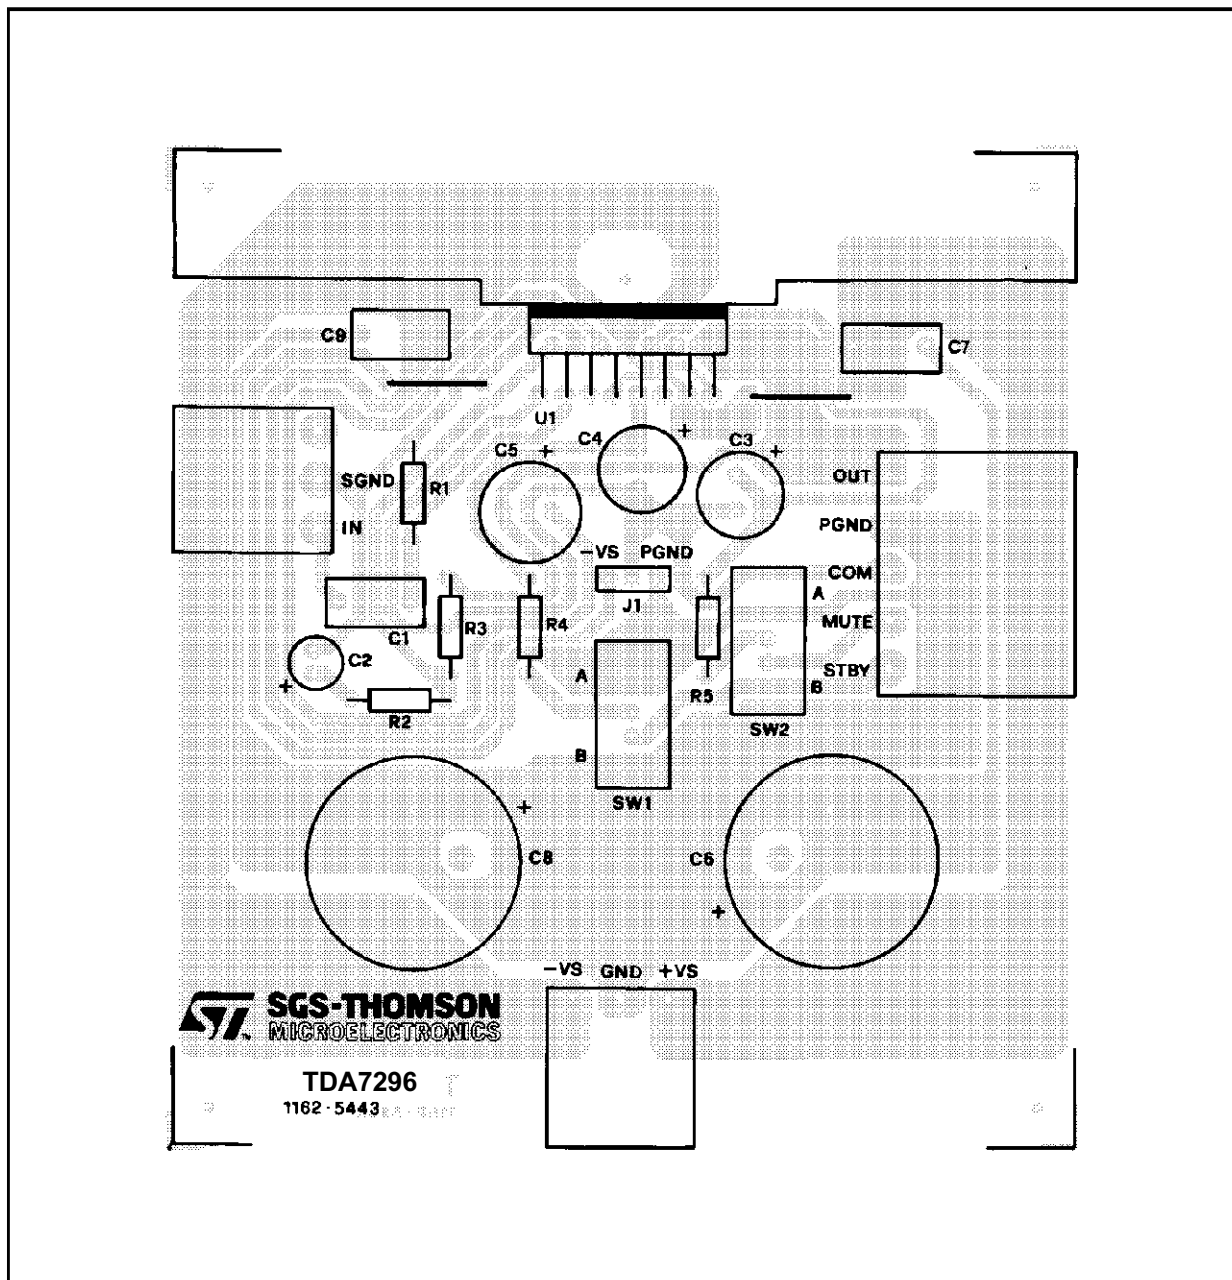 C9
C7
U1
C4
C3
C5
SGND
R1
OUT
IN
PGND
-VS PGND
COM
A
J1
C1
R3
R4
MUTE
C2
A
STBY
R5
B
R2
SW2
B
SW1
C8
C6
-VS GND +VS
SGS-THOMSON
MICROELECTRONICS
TDA7296
1162-5443